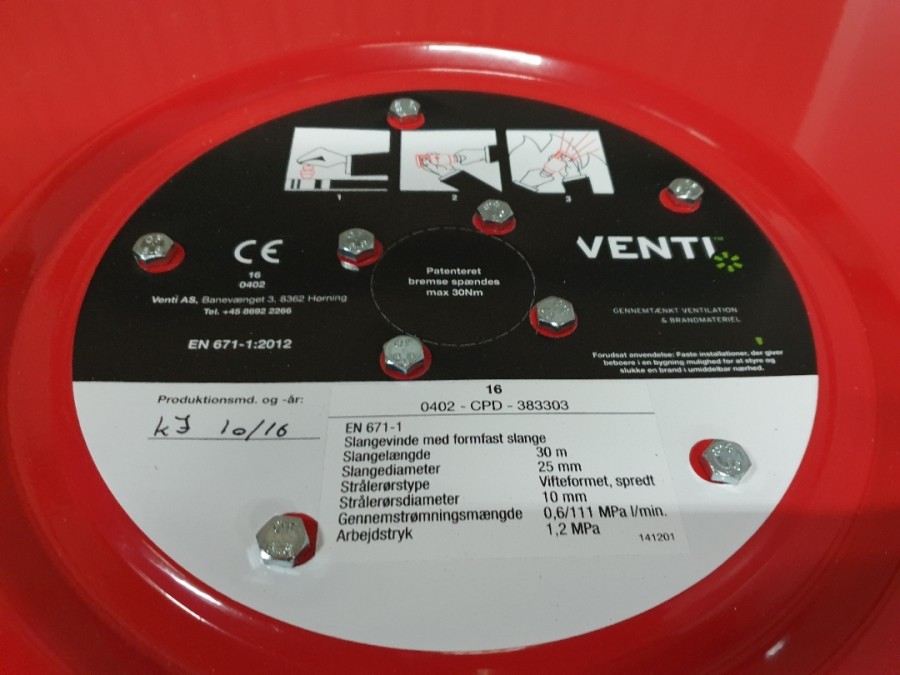 1 2 3
CE
16
0402
Venti AS, Banevænget 3, 8362 Hørning
Tel. +45 8692 2266
EN 671-1:2012
Patenteret
bremse spændes
max 30Nm
VENTI™
GENNEMTÆNKT VENTILATION
& BRANDMATERIEL
Forudsat anvendelse: Faste installationer, der giver
beboere i en bygning mulighed for at styre og
slukke en brand i umiddelbar nærhed.
Produktionsmd. og -år:
kJ 10/16
16
0402 - CPD - 383303
EN 671-1
Slangevinde med formfast slange
Slangelængde 30 m
Slangediameter 25 mm
Strålerørstype Vifteformet, spredt
Strålerørsdiameter 10 mm
Gennemstrømningsmængde 0,6/111 MPa l/min.
Arbejdstryk 1,2 MPa
141201